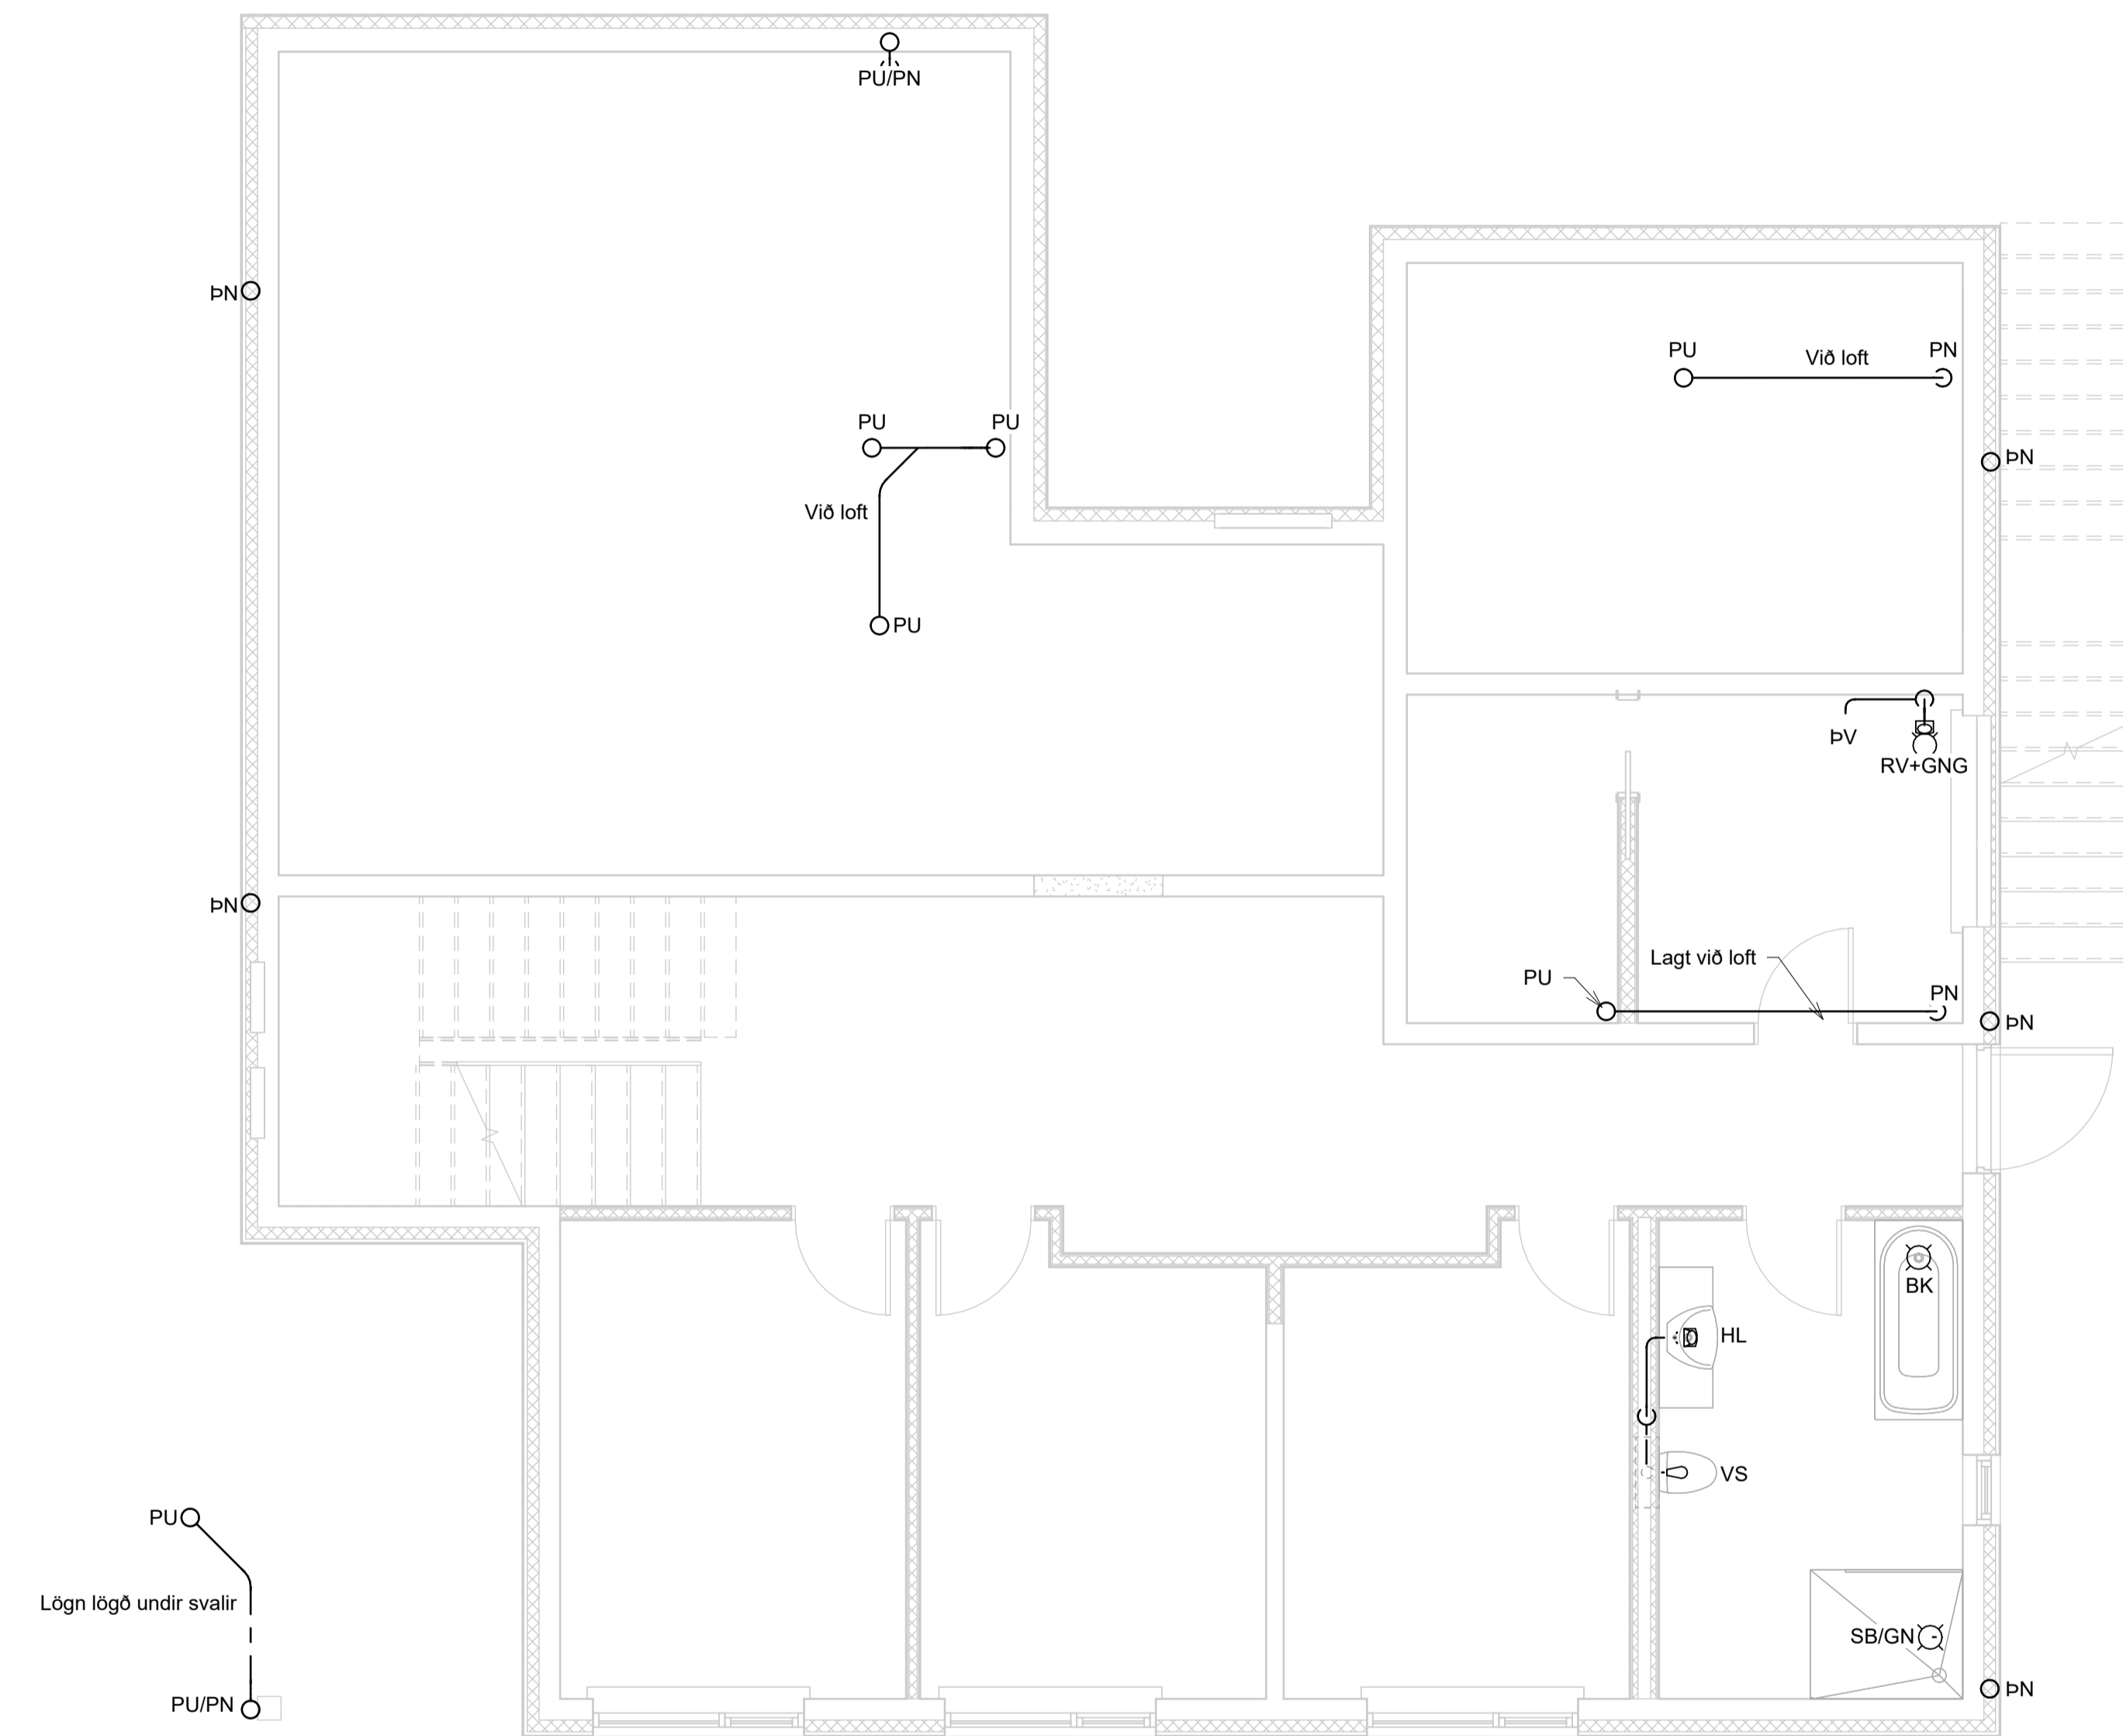 PU/PN
ÞN
PU
Við loft
PN
PU
PU
ÞN
Við loft
PU
ÞV
RV+GNG
ÞN
Lagt við loft
PU
PN
ÞN
BK
HL
VS
PU
Lögn lögð undir svalir
SB/GN
PU/PN
ÞN